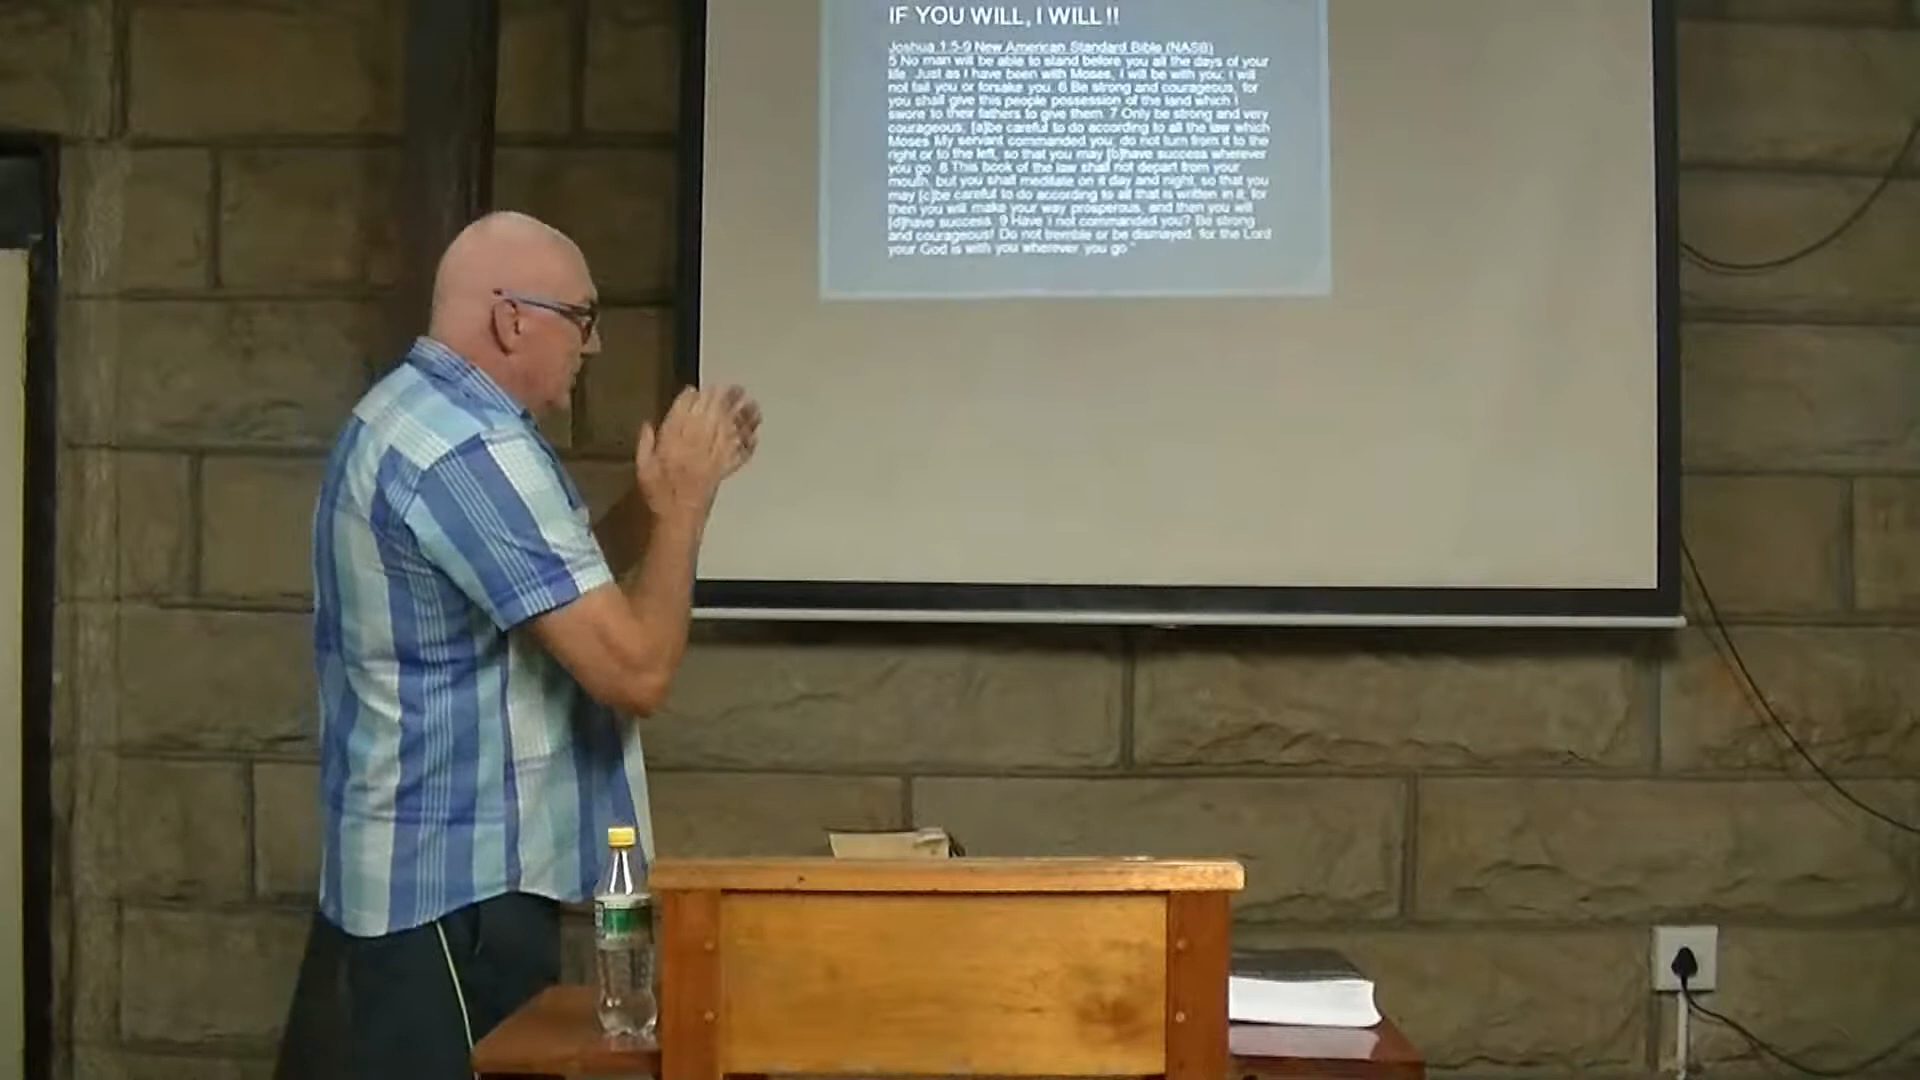 IF YOU WILL, I WILL !!
Joshua 1:5-9 New American Standard Bible (NASB)
5 No man will be able to stand before you all the days of your
life. Just as I have been with Moses, I will be with you; I will
not fail you or forsake you. 6 Be strong and courageous, for
you shall give this people possession of the land which I
swore to their fathers to give them. 7 Only be strong and very
courageous; [a]be careful to do according to all the law which
Moses My servant commanded you; do not turn from it to the
right or to the left, so that you may [b]have success wherever
you go. 8 This book of the law shall not depart from your
mouth, but you shall meditate on it day and night, so that you
may [c]be careful to do according to all that is written in it; for
then you will make your way prosperous, and then you will
[d]have success. 9 Have I not commanded you? Be strong
and courageous! Do not tremble or be dismayed, for the Lord
your God is with you wherever you go."